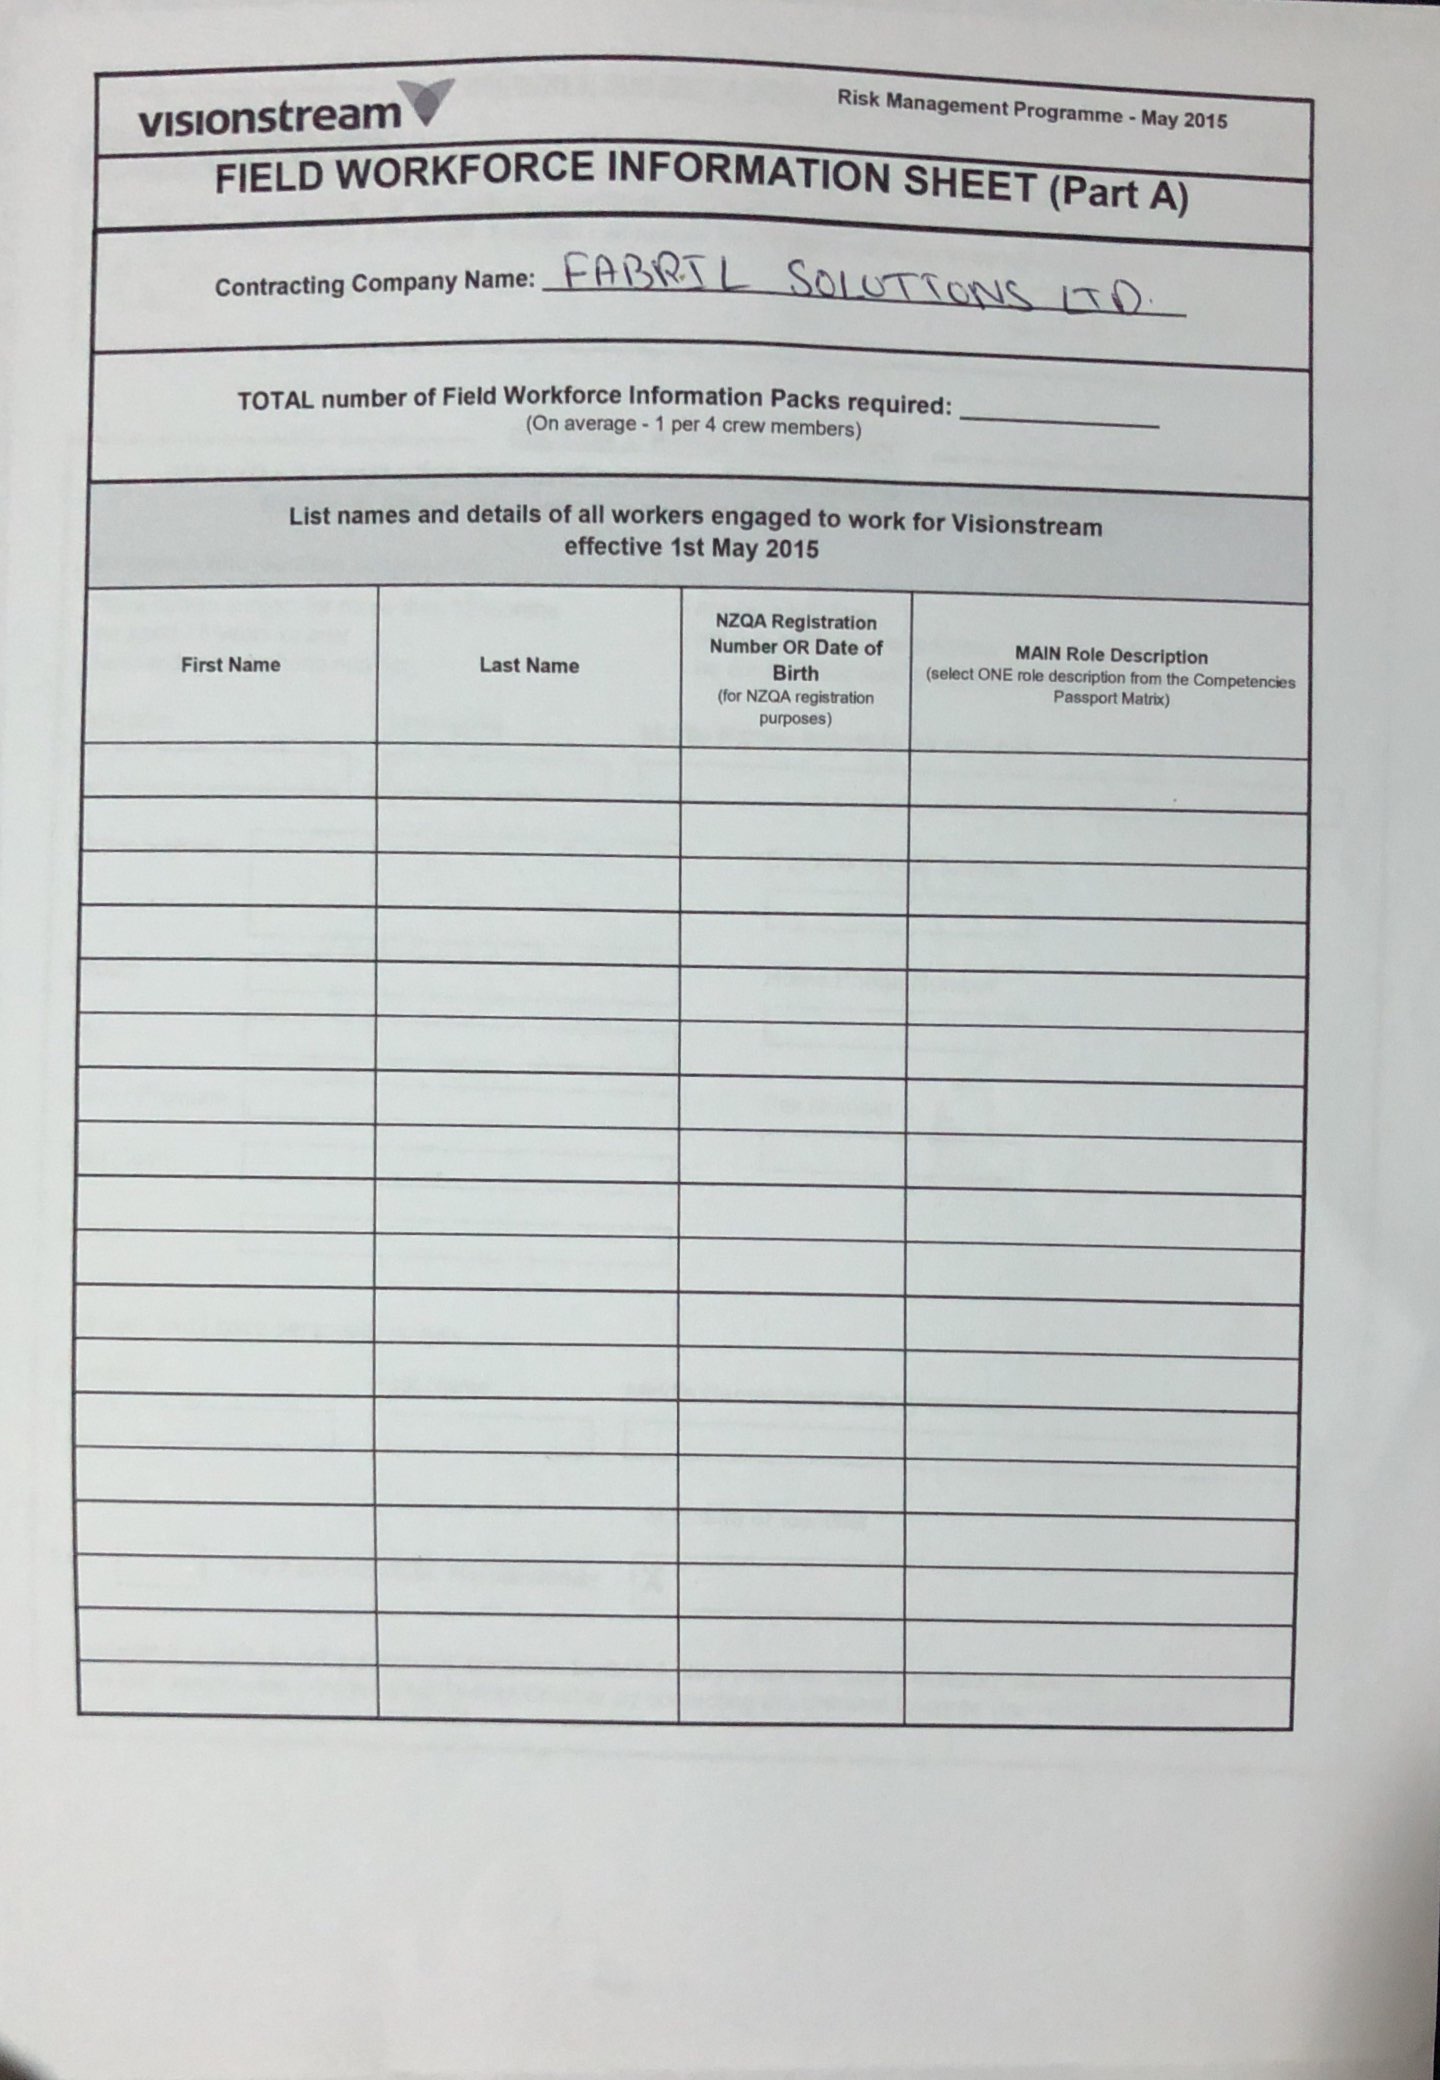 visionstream
Risk Management Programme - May 2015
FIELD WORKFORCE INFORMATION SHEET (Part A)
Contracting Company Name: FABRIL SOLUTIONS LTD.
TOTAL number of Field Workforce Information Packs required:
(On average - 1 per 4 crew members)
List names and details of all workers engaged to work for Visionstream
effective 1st May 2015
First Name
Last Name
NZQA Registration
Number OR Date of
Birth
(for NZQA registration
purposes)
MAIN Role Description
(select ONE role description from the Competencies
Passport Matrix)